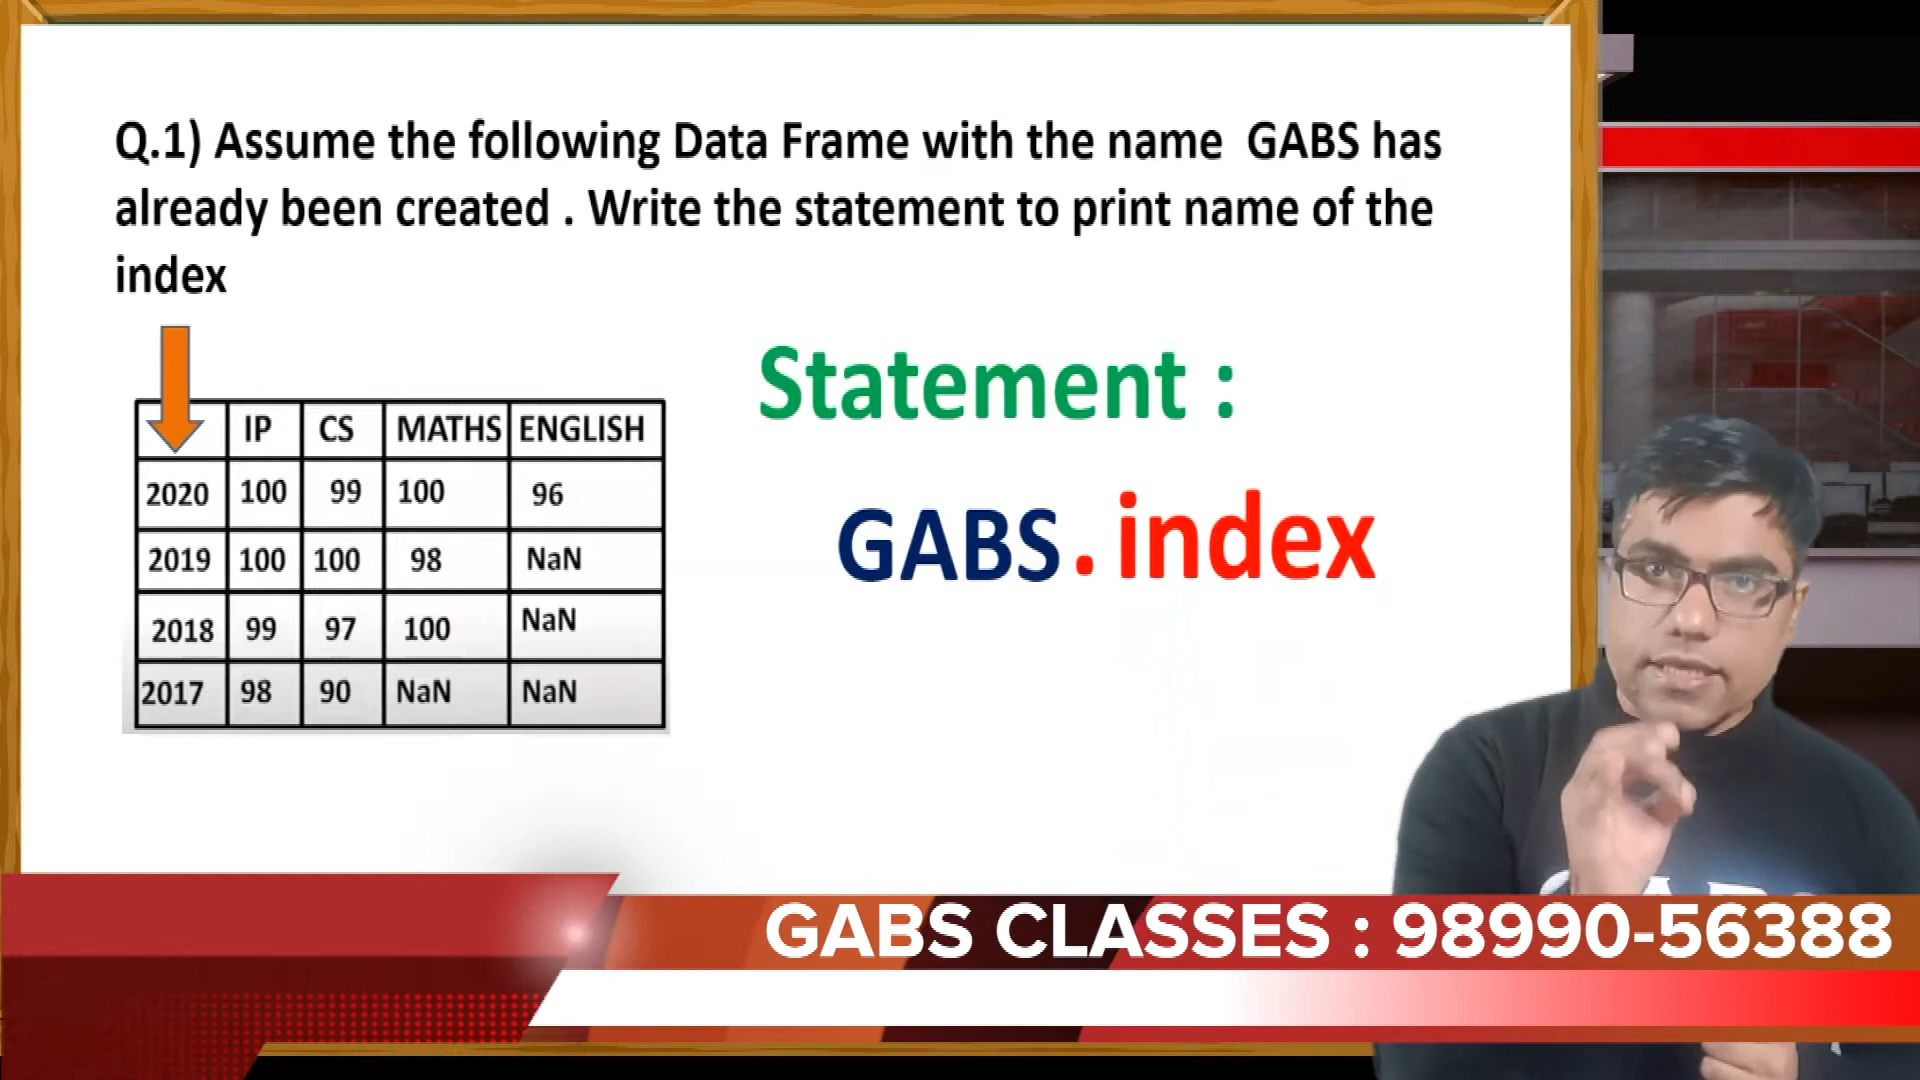 Q.1) Assume the following Data Frame with the name GABS has
already been created . Write the statement to print name of the
index
Statement :
GABS . index
IP CS MATHS ENGLISH
2020 100 99 100 96
2019 100 100 98 NaN
2018 99 97 100 NaN
2017 98 90 NaN NaN
GABS CLASSES : 98990-56388